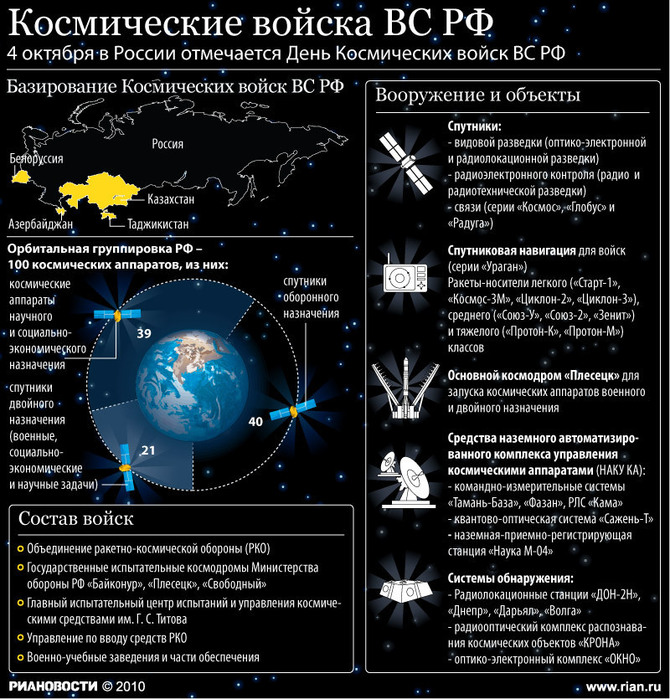 Космические войска ВС РФ
4 октября в России отмечается День Космических войск ВС РФ
Базирование Космических войск ВС РФ
Россия
Белоруссия
Казахстан
Азербайджан
Таджикистан
Орбитальная группировка РФ –
100 космических аппаратов, из них:
космические
аппараты
научного
и социально-
экономического
назначения
39
спутники
оборонного
назначения
40
спутники
двойного
назначения
(военные,
социально-
экономические
и научные задачи)
21
Состав войск
Объединение ракетно-космической обороны (РКО)
Государственные испытательные космодромы Министерства
обороны РФ «Байконур», «Плесецк», «Свободный»
Главный испытательный центр испытаний и управления космиче-
скими средствами им. Г. С. Титова
Управление по вводу средств РКО
Военно-учебные заведения и части обеспечения
Вооружение и объекты
Спутники:
- видовой разведки (оптико-электронной
и радиолокационной разведки)
- радиоэлектронного контроля (радио и
радиотехнической разведки)
- связи (серии «Космос», «Глобус» и
«Радуга»)
Спутниковая навигация для войск
(серии «Ураган»)
Ракеты-носители легкого («Старт-1»,
«Космос-3М», «Циклон-2», «Циклон-3»),
среднего («Союз-У», «Союз-2», «Зенит»)
и тяжелого («Протон-К», «Протон-М»)
классов
Основной космодром «Плесецк» для
запуска космических аппаратов военного
и двойного назначения
Средства наземного автоматизиро-
ванного комплекса управления
космическими аппаратами (НАКУ КА):
- командно-измерительные системы
«Тамань-База», «Фазан», РЛС «Кама»
- квантово-оптическая система «Сажень-Т»
- наземная-приемно-регистрирующая
станция «Наука М-04»
Системы обнаружения:
- Радиолокационные станции «ДОН-2Н»,
«Днепр», «Дарьял», «Волга»
- радиооптический комплекс распознава-
ния космических объектов «КРОНА»
- оптико-электронный комплекс «ОКНО»
РИАНОВОСТИ © 2010
www.rian.ru